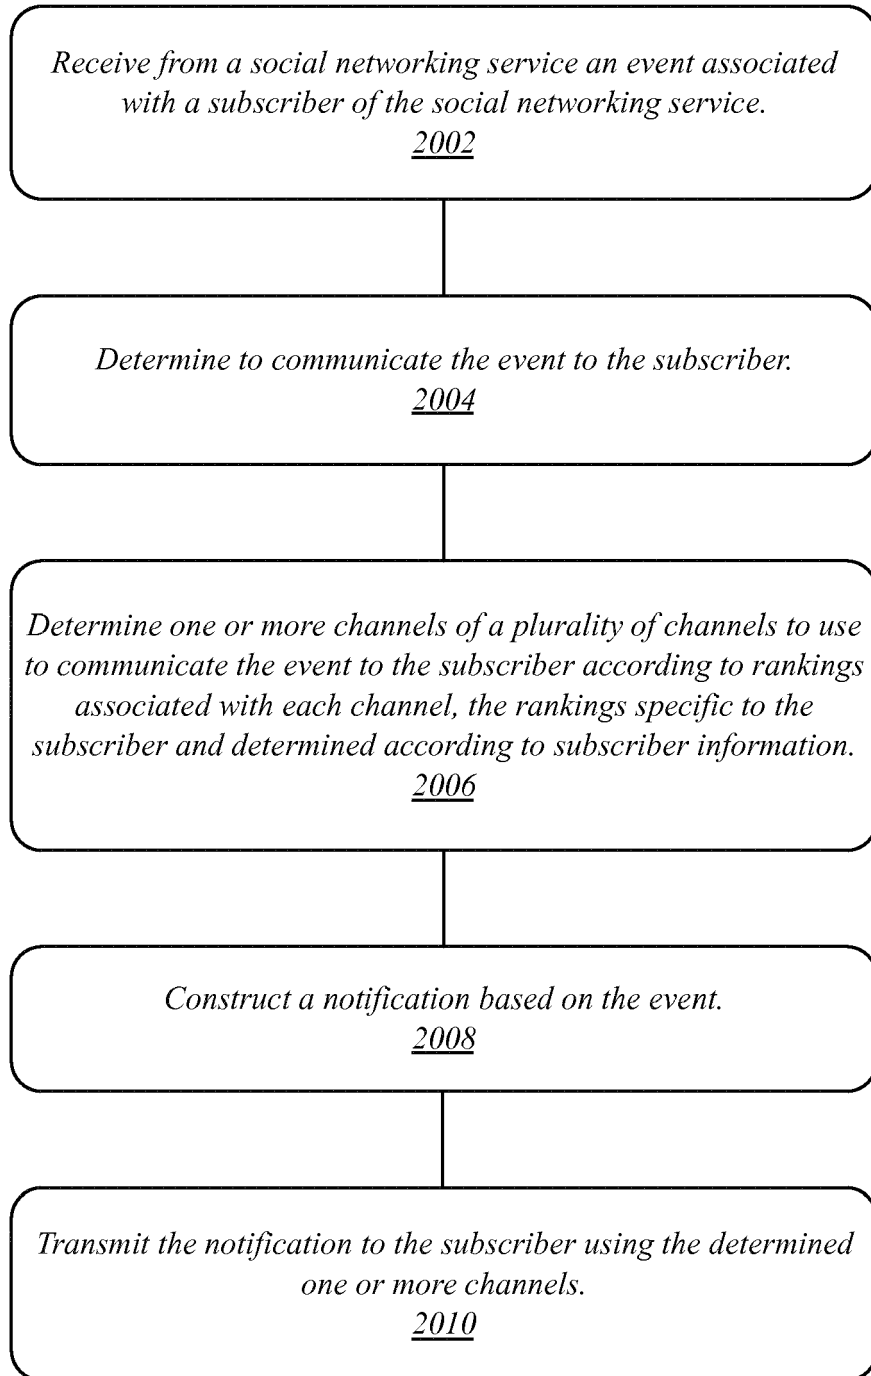 Receive from a social networking service an event associated
with a subscriber of the social networking service.
2002
Determine to communicate the event to the subscriber.
2004
Determine one or more channels of a plurality of channels to use
to communicate the event to the subscriber according to rankings
associated with each channel, the rankings specific to the
subscriber and determined according to subscriber information.
2006
Construct a notification based on the event.
2008
Transmit the notification to the subscriber using the determined
one or more channels.
2010